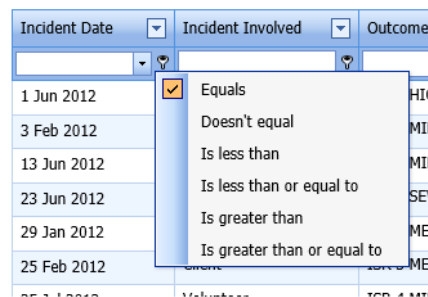 Incident Date Incident Involved Outcome
Equals
1 Jun 2012
Doesn't equal
3 Feb 2012
Is less than
13 Jun 2012
Is less than or equal to
23 Jun 2012
Is greater than
29 Jan 2012
Is greater than or equal to
25 Feb 2012 Client
Volunteer